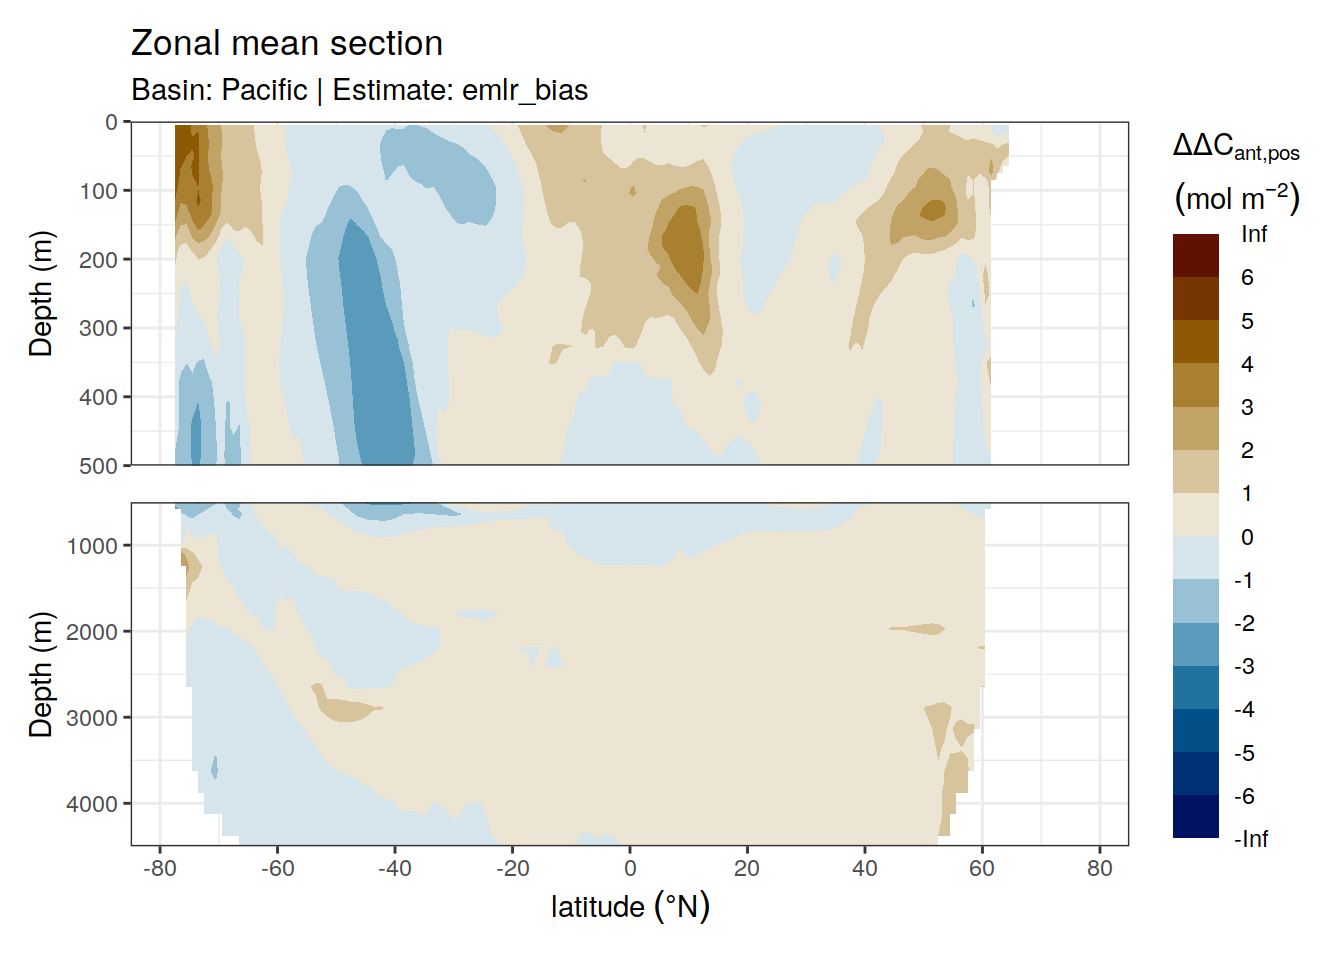 Zonal mean section
Basin: Pacific | Estimate: emlr_bias
Depth (m)
0
100
200
300
400
500
Depth (m)
1000
2000
3000
4000
-80 -60 -40 -20 0 20 40 60 80
latitude (°N)
ΔΔCant,pos
(mol m−2)
Inf
6
5
4
3
2
1
0
-1
-2
-3
-4
-5
-6
-Inf